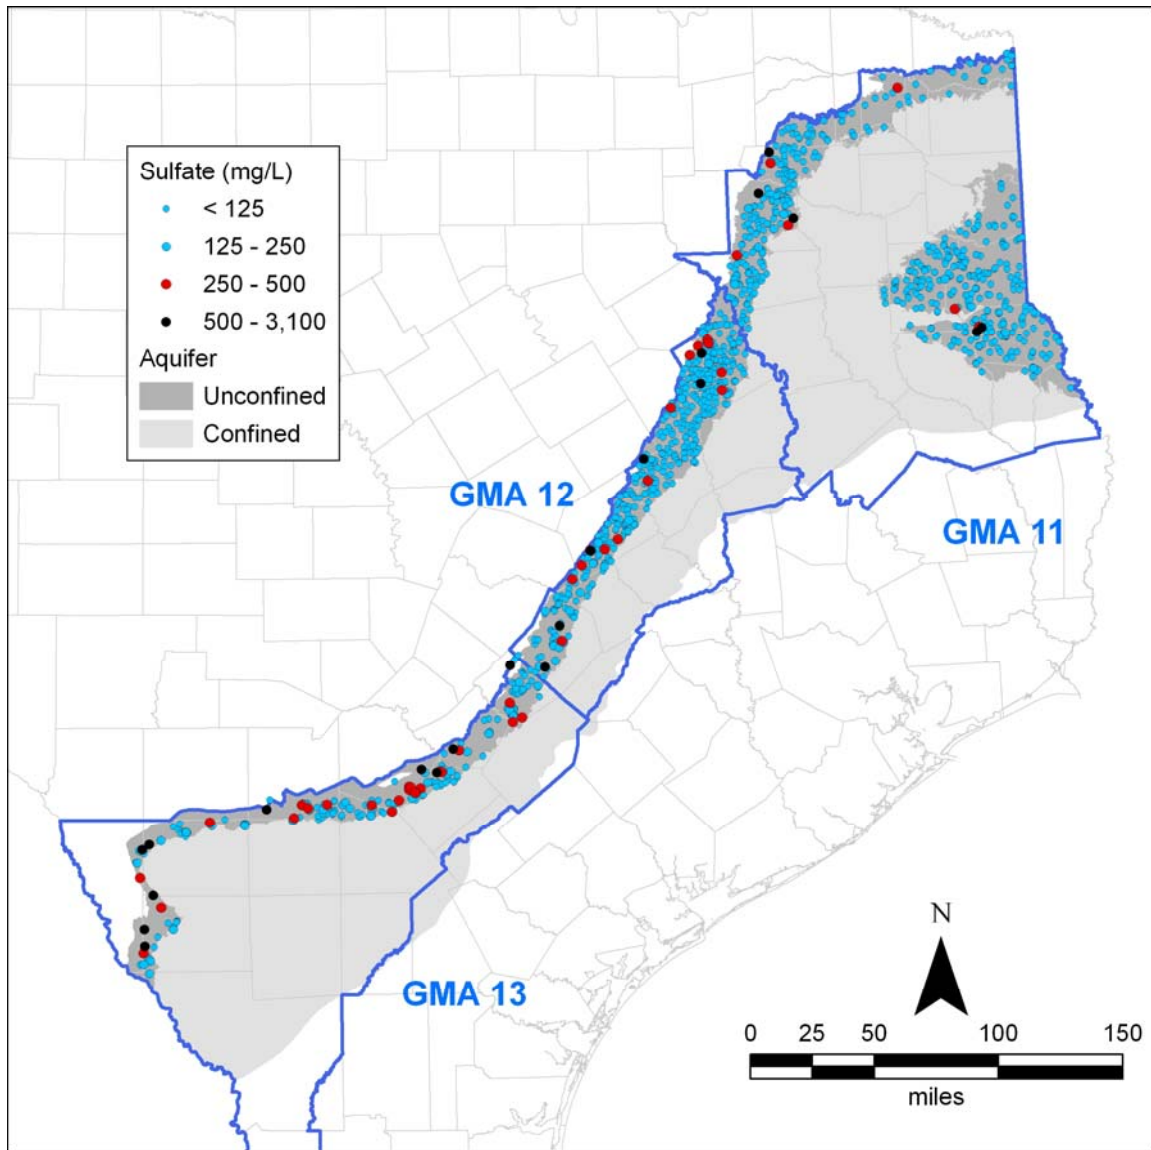 Sulfate (mg/L)
< 125
125 - 250
250 - 500
500 - 3,100
Aquifer
Unconfined
Confined
GMA 12
GMA 11
GMA 13
N
0 25 50 100 150
miles